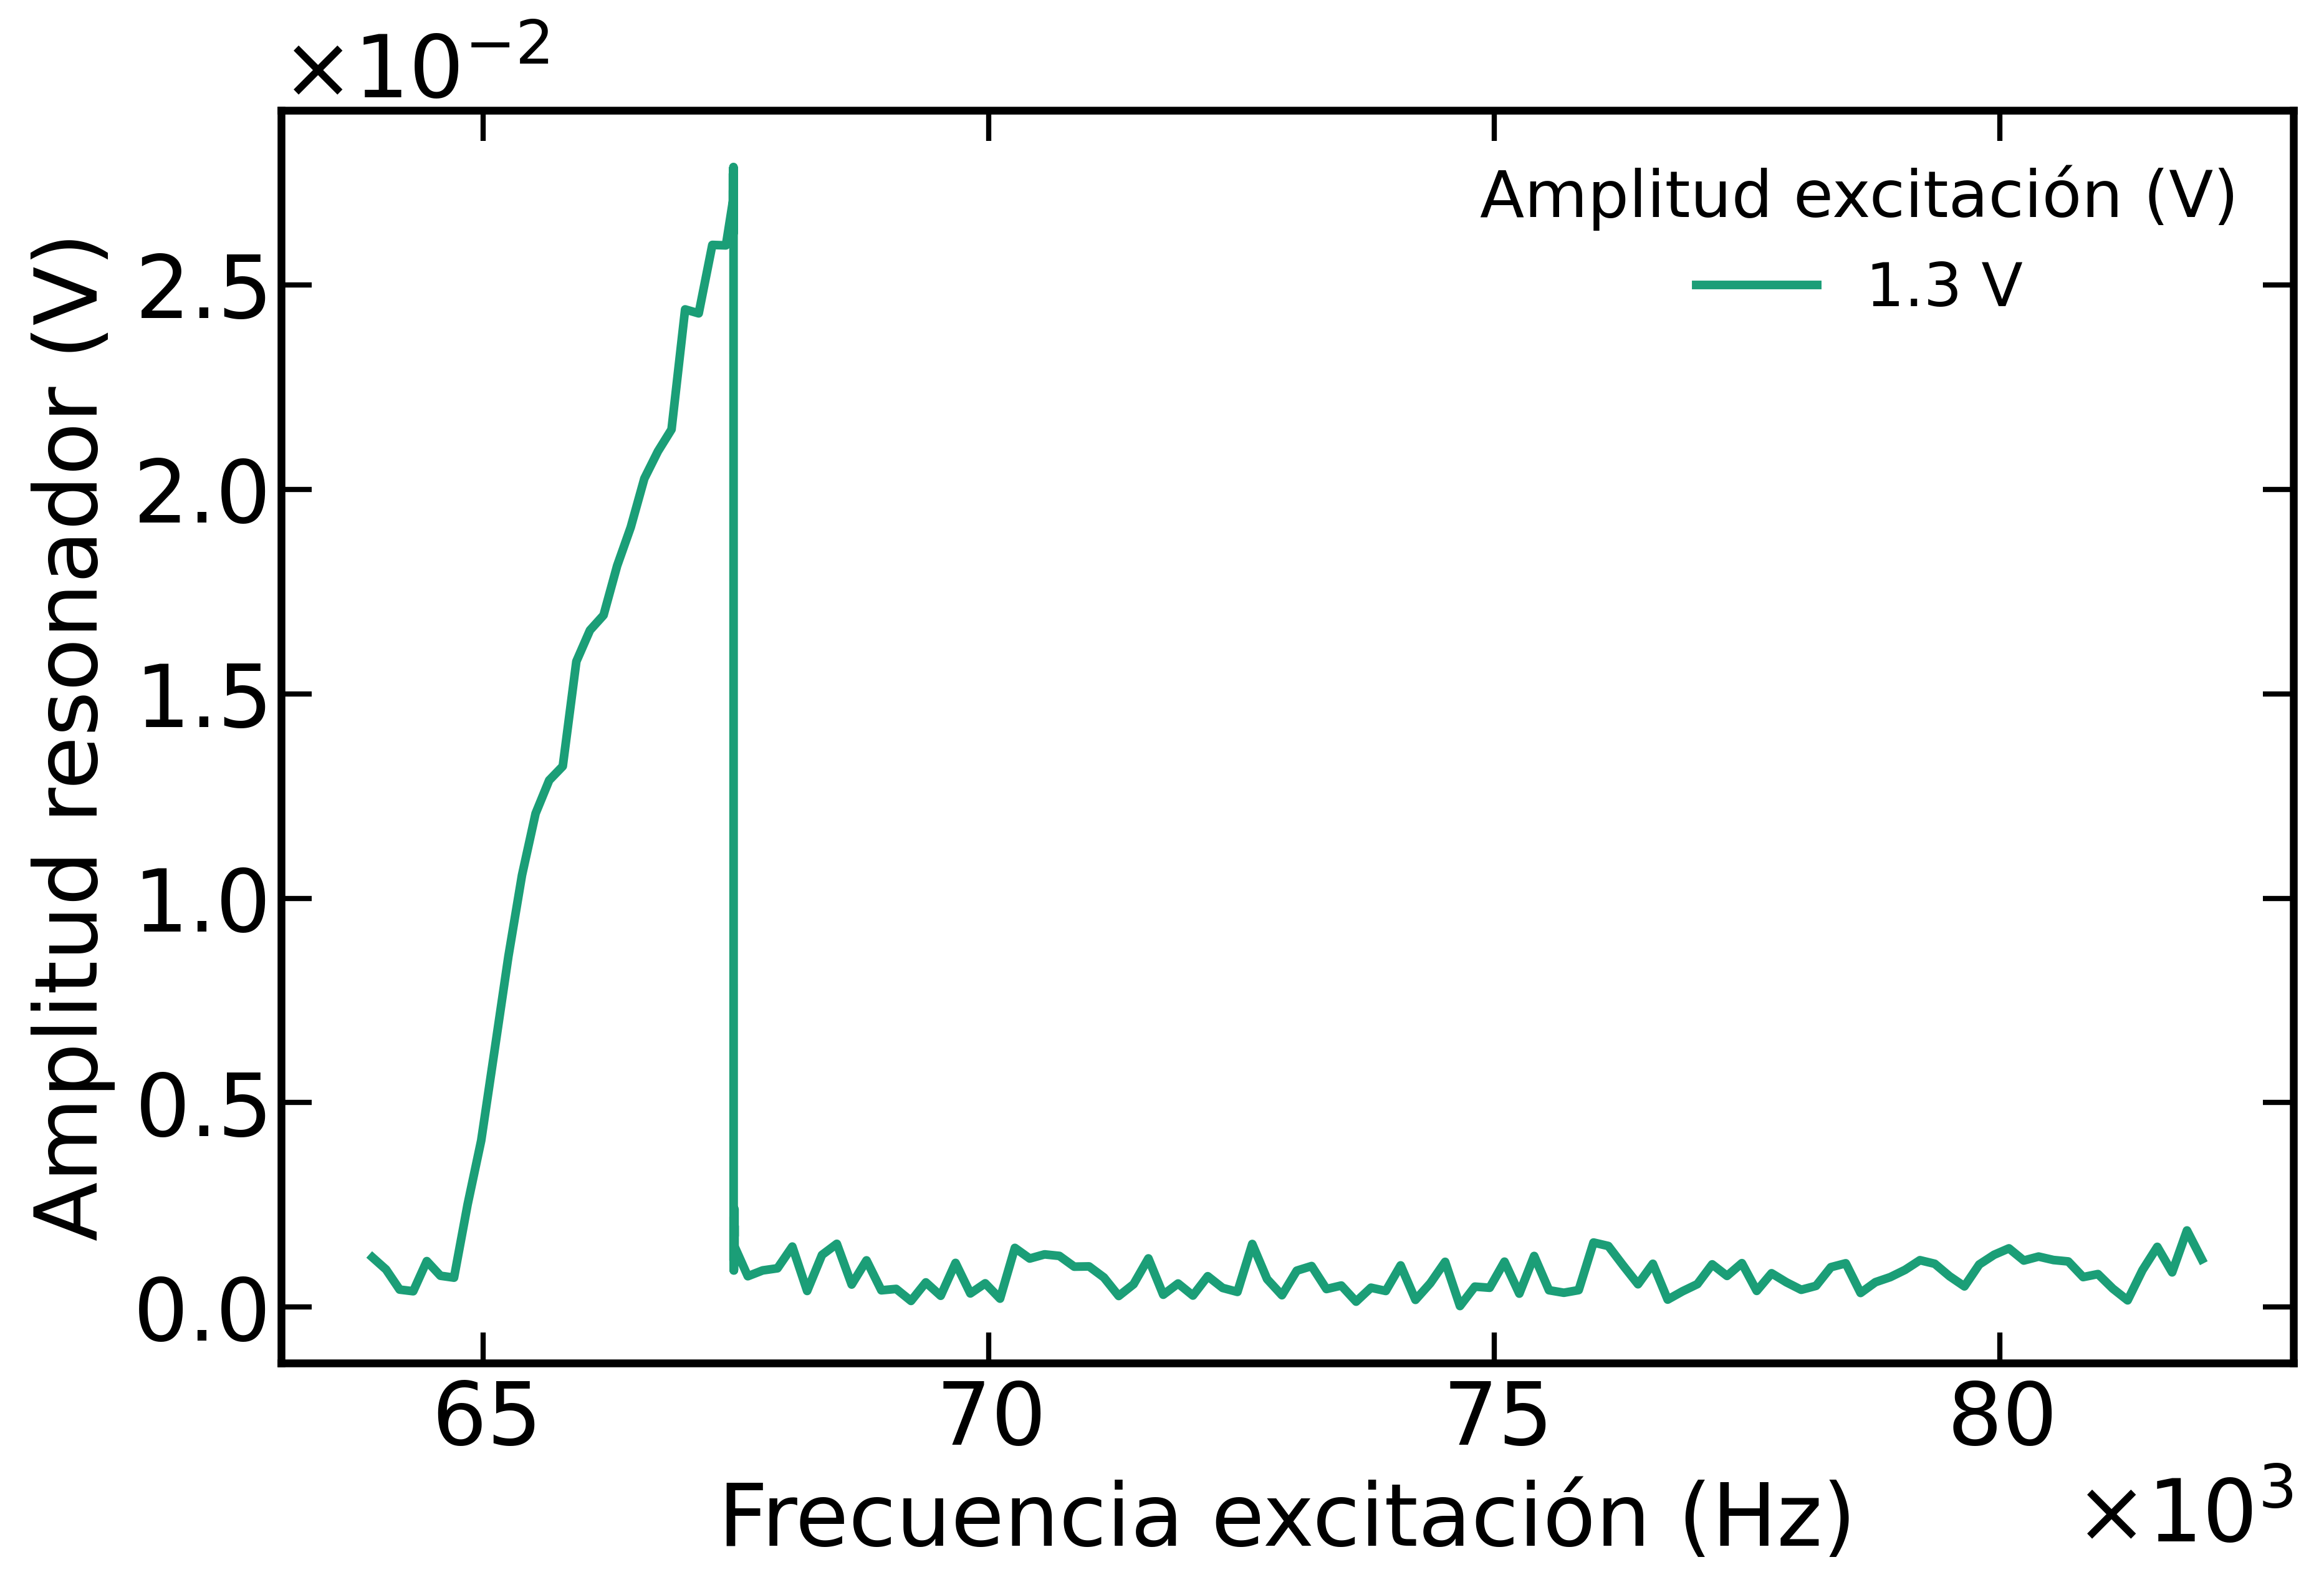 ×10⁻²
Amplitud excitación (V)
1.3 V
Amplitud resonador (V)
2.5
2.0
1.5
1.0
0.5
0.0
65 70 75 80
Frecuencia excitación (Hz)
×10³